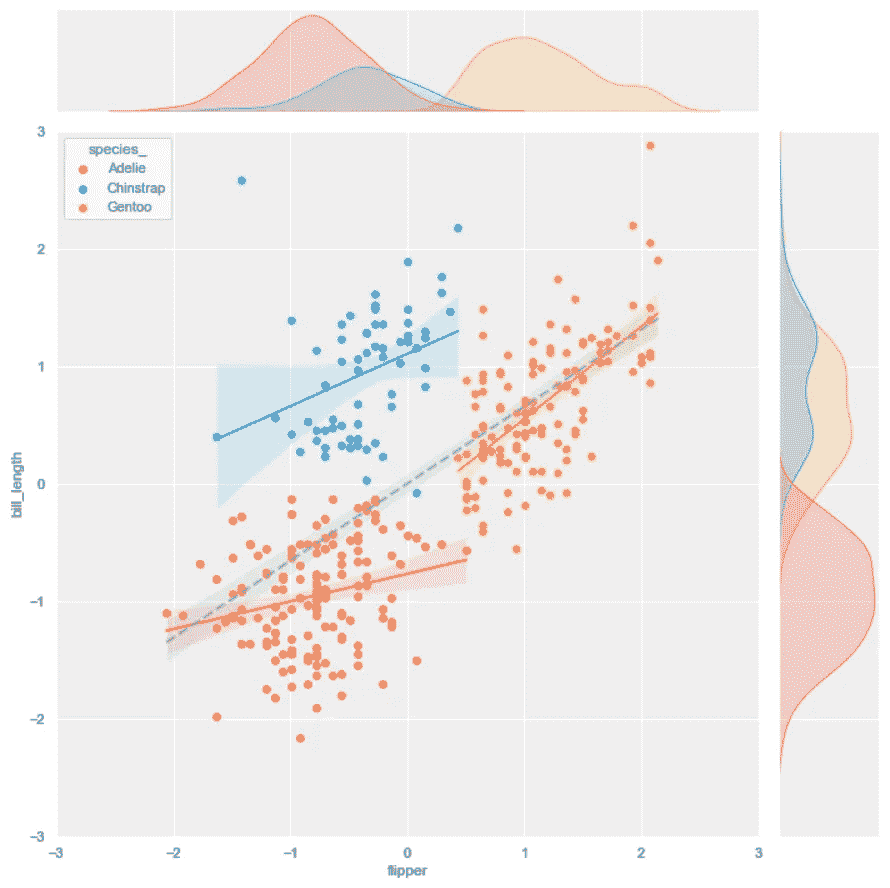 3
species_
Adelie
Chinstrap
Gentoo
2
1
0
−1
−2
−3
bill_length
−3 −2 −1 0 1 2 3
flipper